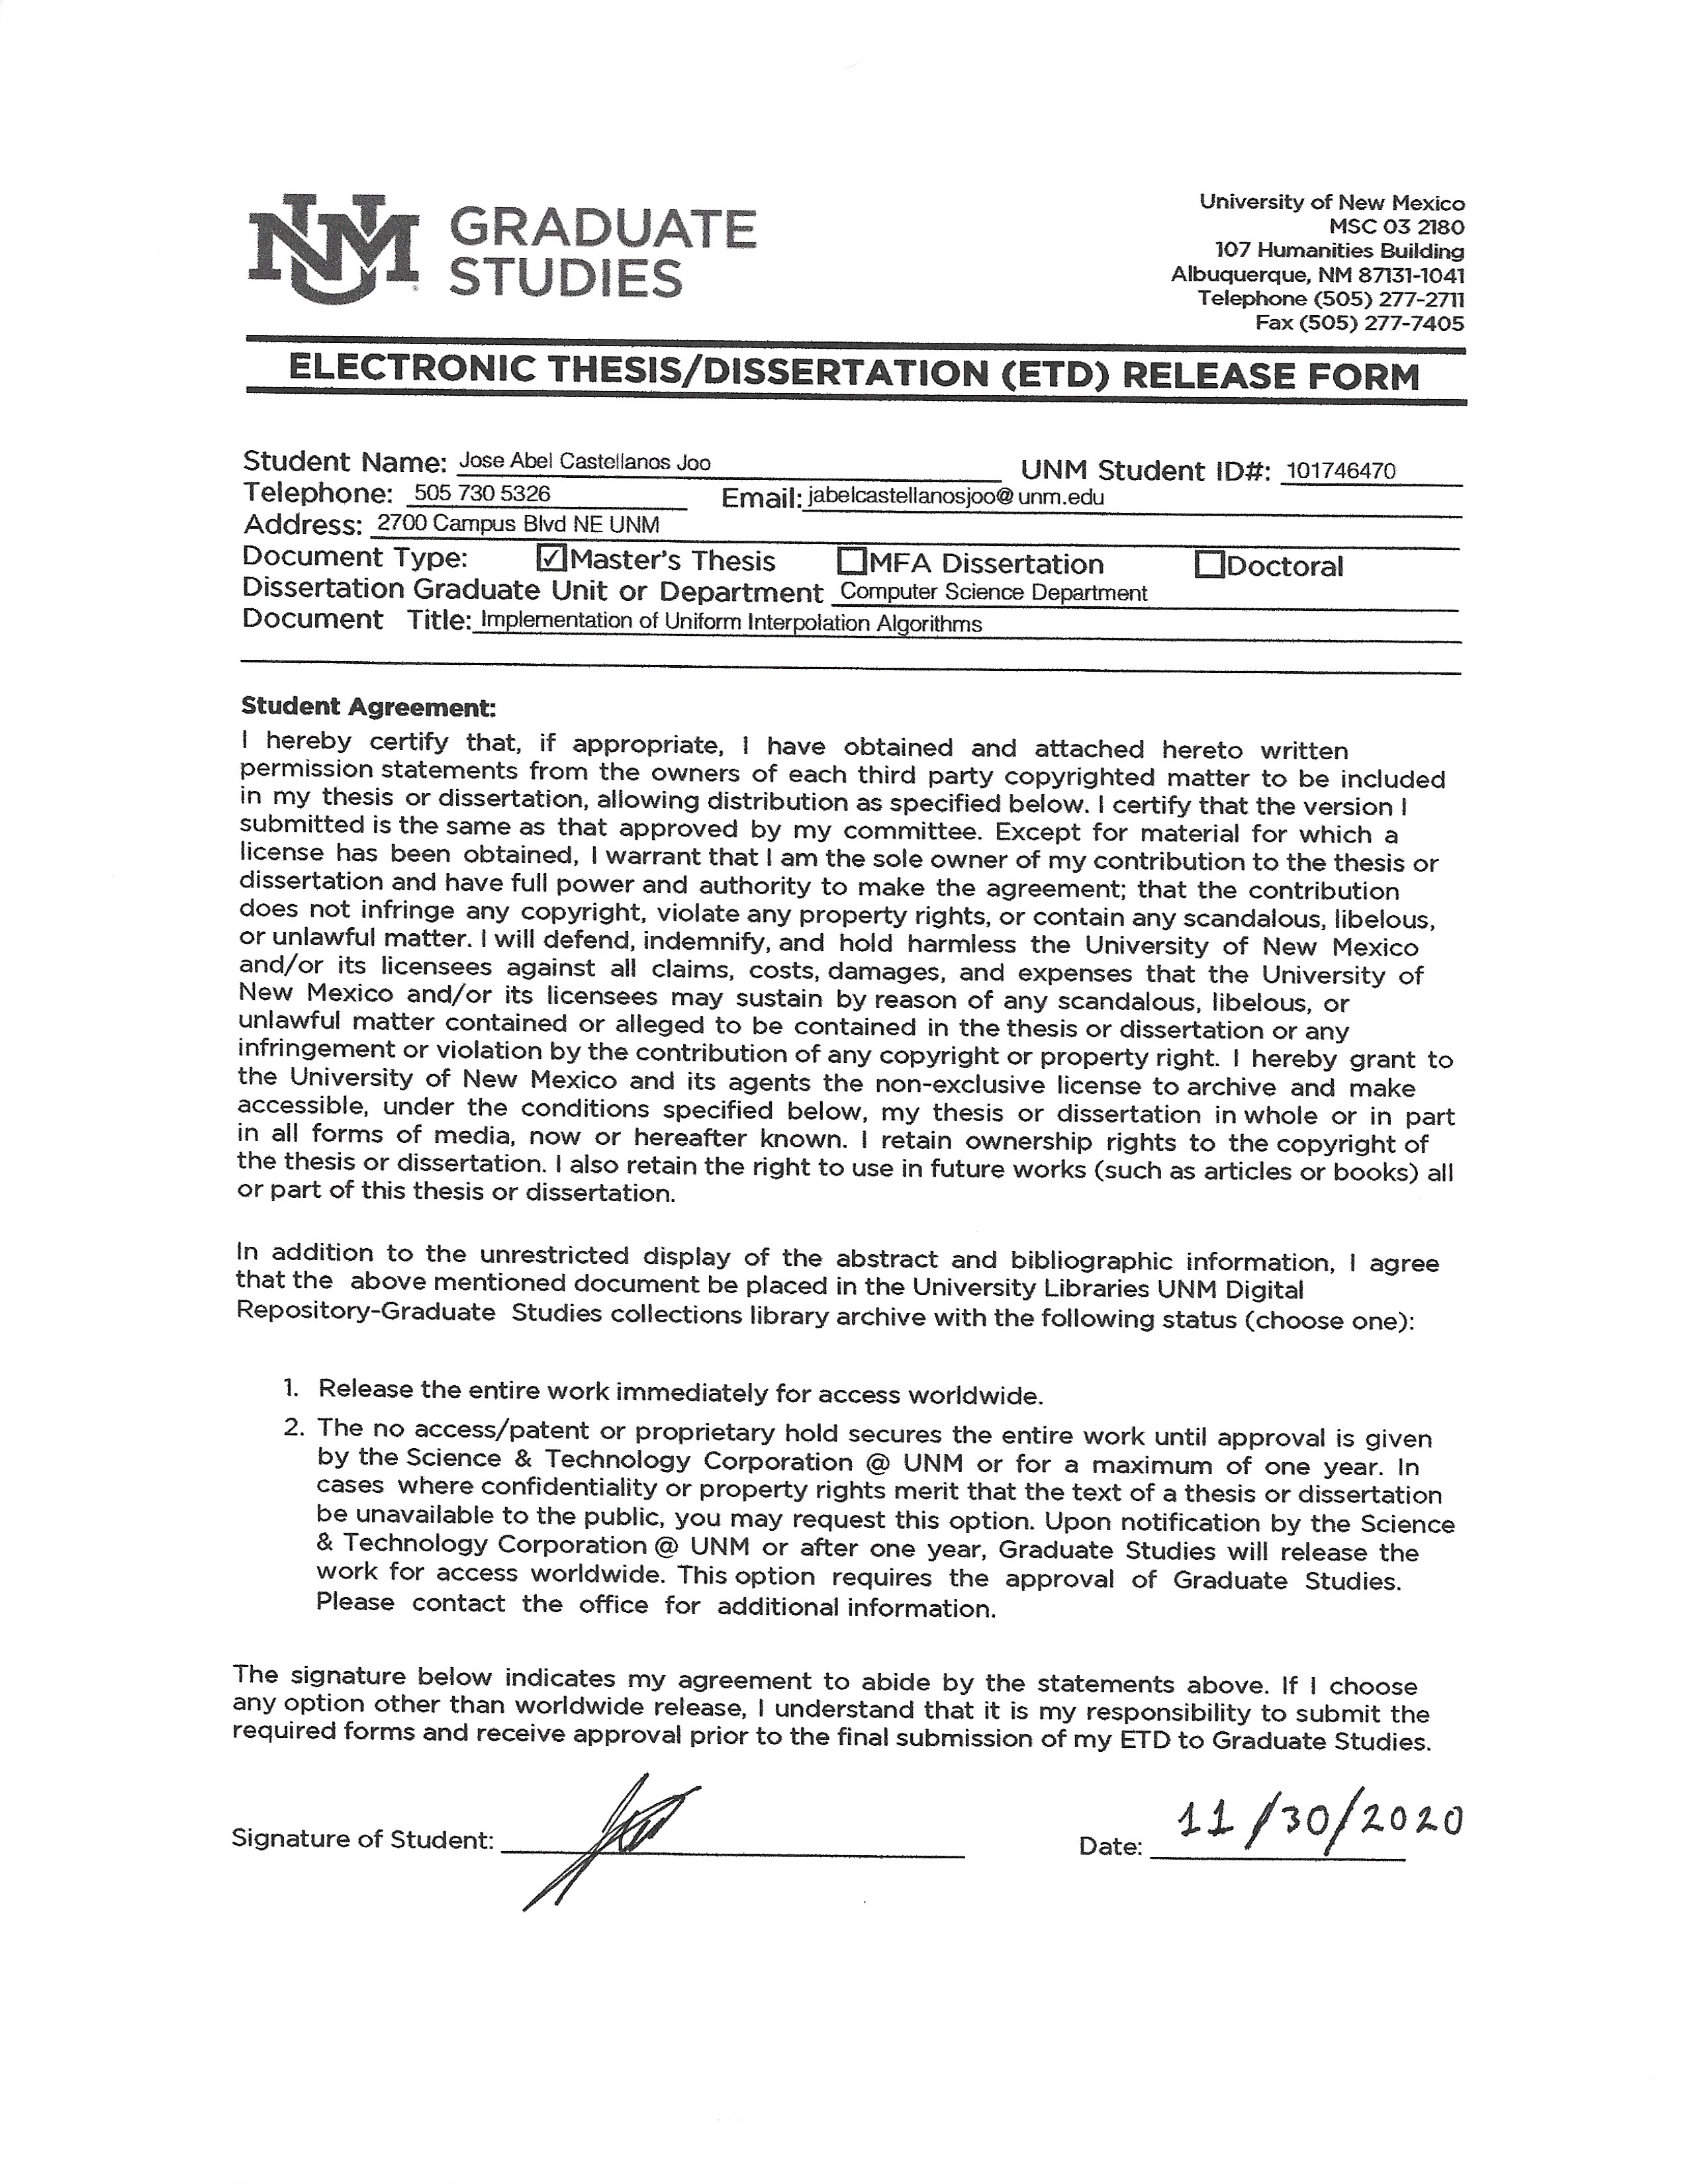 UNM GRADUATE
STUDIES
University of New Mexico
MSC 03 2180
107 Humanities Building
Albuquerque, NM 87131-1041
Telephone (505) 277-2711
Fax (505) 277-7405
ELECTRONIC THESIS/DISSERTATION (ETD) RELEASE FORM
Student Name: Jose Abel Castellanos Joo UNM Student ID#: 101746470
Telephone: 505 730 5326 Email: jabelcastellanosjoo@unm.edu
Address: 2700 Campus Blvd NE UNM
Document Type: ☑Master's Thesis ☐MFA Dissertation ☐Doctoral
Dissertation Graduate Unit or Department Computer Science Department
Document Title: Implementation of Uniform Interpolation Algorithms
Student Agreement:
I hereby certify that, if appropriate, I have obtained and attached hereto written
permission statements from the owners of each third party copyrighted matter to be included
in my thesis or dissertation, allowing distribution as specified below. I certify that the version I
submitted is the same as that approved by my committee. Except for material for which a
license has been obtained, I warrant that I am the sole owner of my contribution to the thesis or
dissertation and have full power and authority to make the agreement; that the contribution
does not infringe any copyright, violate any property rights, or contain any scandalous, libelous,
or unlawful matter. I will defend, indemnify, and hold harmless the University of New Mexico
and/or its licensees against all claims, costs, damages, and expenses that the University of
New Mexico and/or its licensees may sustain by reason of any scandalous, libelous, or
unlawful matter contained or alleged to be contained in the thesis or dissertation or any
infringement or violation by the contribution of any copyright or property right. I hereby grant to
the University of New Mexico and its agents the non-exclusive license to archive and make
accessible, under the conditions specified below, my thesis or dissertation in whole or in part
in all forms of media, now or hereafter known. I retain ownership rights to the copyright of
the thesis or dissertation. I also retain the right to use in future works (such as articles or books) all
or part of this thesis or dissertation.
In addition to the unrestricted display of the abstract and bibliographic information, I agree
that the above mentioned document be placed in the University Libraries UNM Digital
Repository-Graduate Studies collections library archive with the following status (choose one):
1. Release the entire work immediately for access worldwide.
2. The no access/patent or proprietary hold secures the entire work until approval is given
by the Science & Technology Corporation @ UNM or for a maximum of one year. In
cases where confidentiality or property rights merit that the text of a thesis or dissertation
be unavailable to the public, you may request this option. Upon notification by the Science
& Technology Corporation @ UNM or after one year, Graduate Studies will release the
work for access worldwide. This option requires the approval of Graduate Studies.
Please contact the office for additional information.
The signature below indicates my agreement to abide by the statements above. If I choose
any option other than worldwide release, I understand that it is my responsibility to submit the
required forms and receive approval prior to the final submission of my ETD to Graduate Studies.
Signature of Student: Date: 11/30/2020